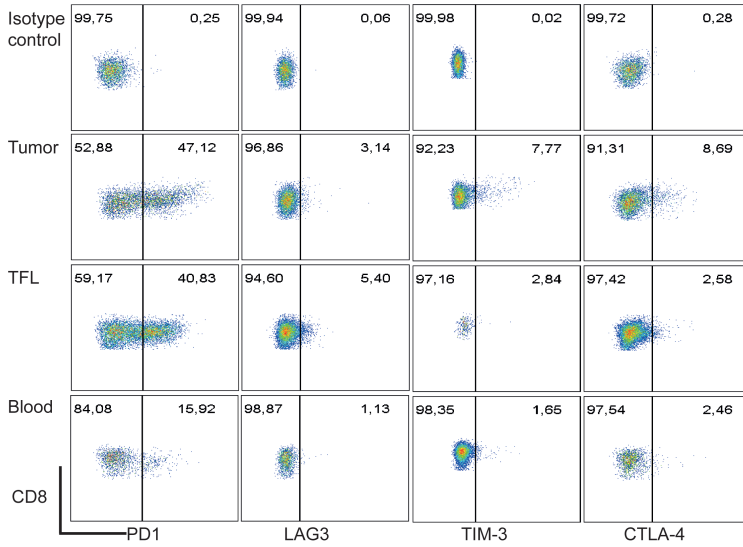 Isotype
control
99,75 0,25 99,94 0,06 99,98 0,02 99,72 0,28
Tumor 52,88 47,12 96,86 3,14 92,23 7,77 91,31 8,69
TFL 59,17 40,83 94,60 5,40 97,16 2,84 97,42 2,58
Blood 84,08 15,92 98,87 1,13 98,35 1,65 97,54 2,46
CD8
PD1 LAG3 TIM-3 CTLA-4